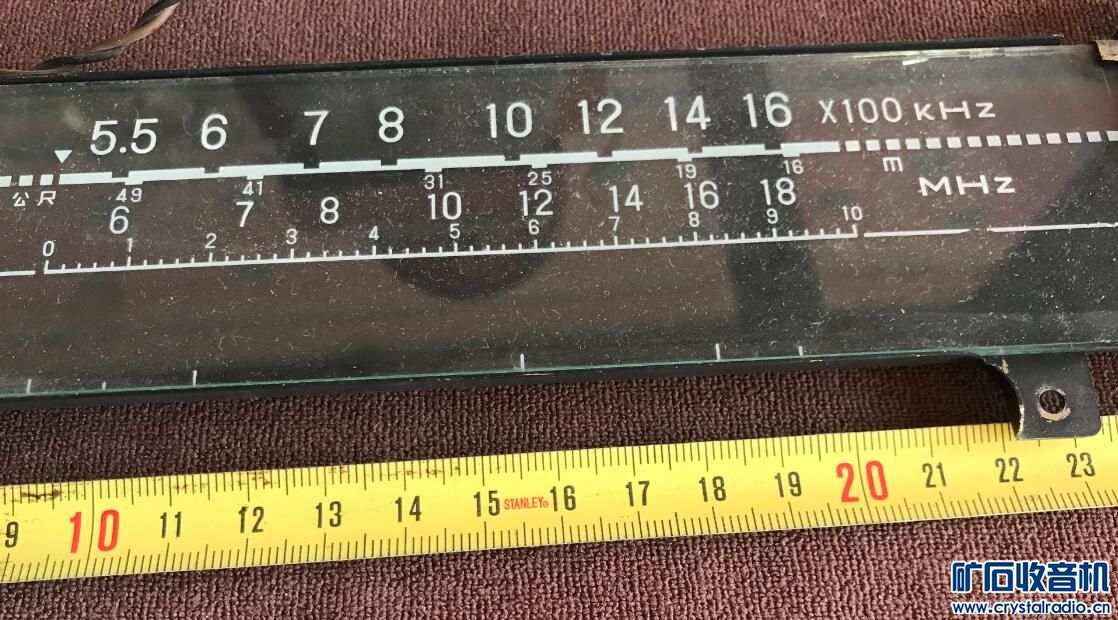 5.5 6 7 8 10 12 14 16 X100 KHz
公尺 49 41 31 25 19 16 m
6 7 8 10 12 14 16 18 MHz
0 1 2 3 4 5 6 7 8 9 10
9 10 11 12 13 14 15 STANLEY® 16 17 18 19 20 21 22 23
矿石收音机
www.crystalradio.cn